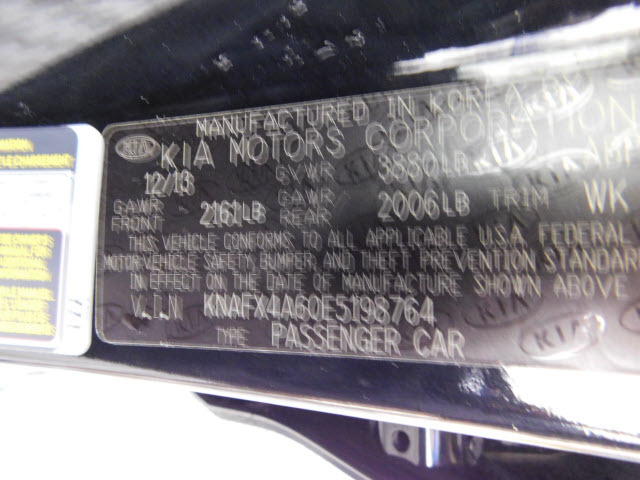 MANUFACTURED IN KOREA BY
KIA KIA MOTORS CORPORATION
12/13 GVWR 3880LB
GAWR FRONT 2161LB GAWR REAR 2006LB TRIM WK
THIS VEHICLE CONFORMS TO ALL APPLICABLE U.S.A. FEDERAL
MOTOR VEHICLE SAFETY, BUMPER, AND THEFT PREVENTION STANDARD
IN EFFECT ON THE DATE OF MANUFACTURE SHOWN ABOVE
V.I.N KNAFX4A60E5198764
TYPE PASSENGER CAR